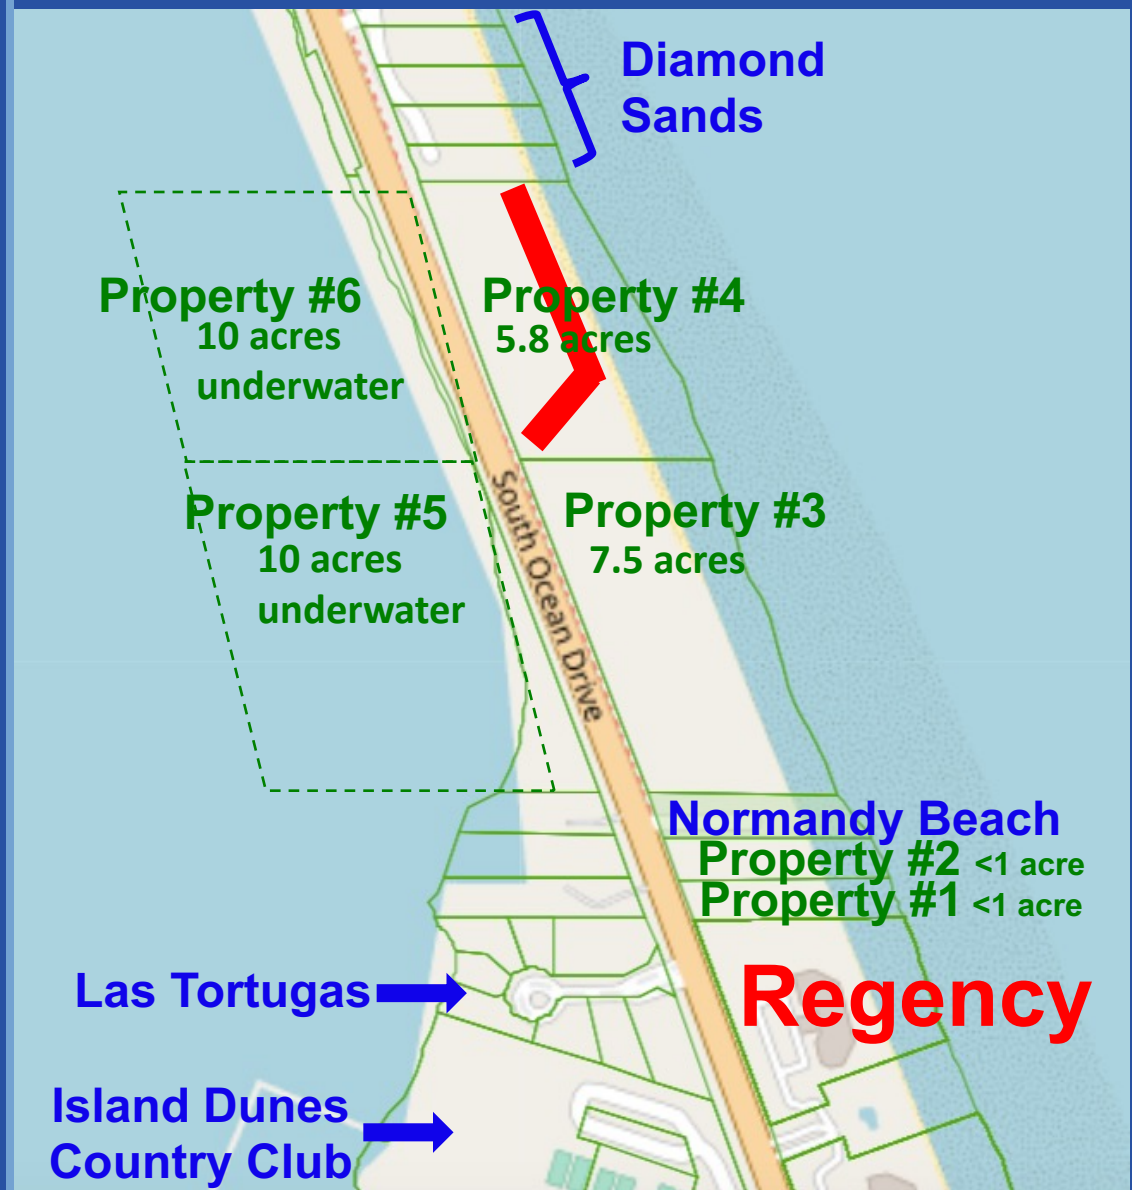 Diamond
Sands
Property #6
10 acres
underwater
Property #4
5.8 acres
Property #5
10 acres
underwater
Property #3
7.5 acres
South Ocean Drive
Normandy Beach
Property #2 <1 acre
Property #1 <1 acre
Las Tortugas
Regency
Island Dunes
Country Club